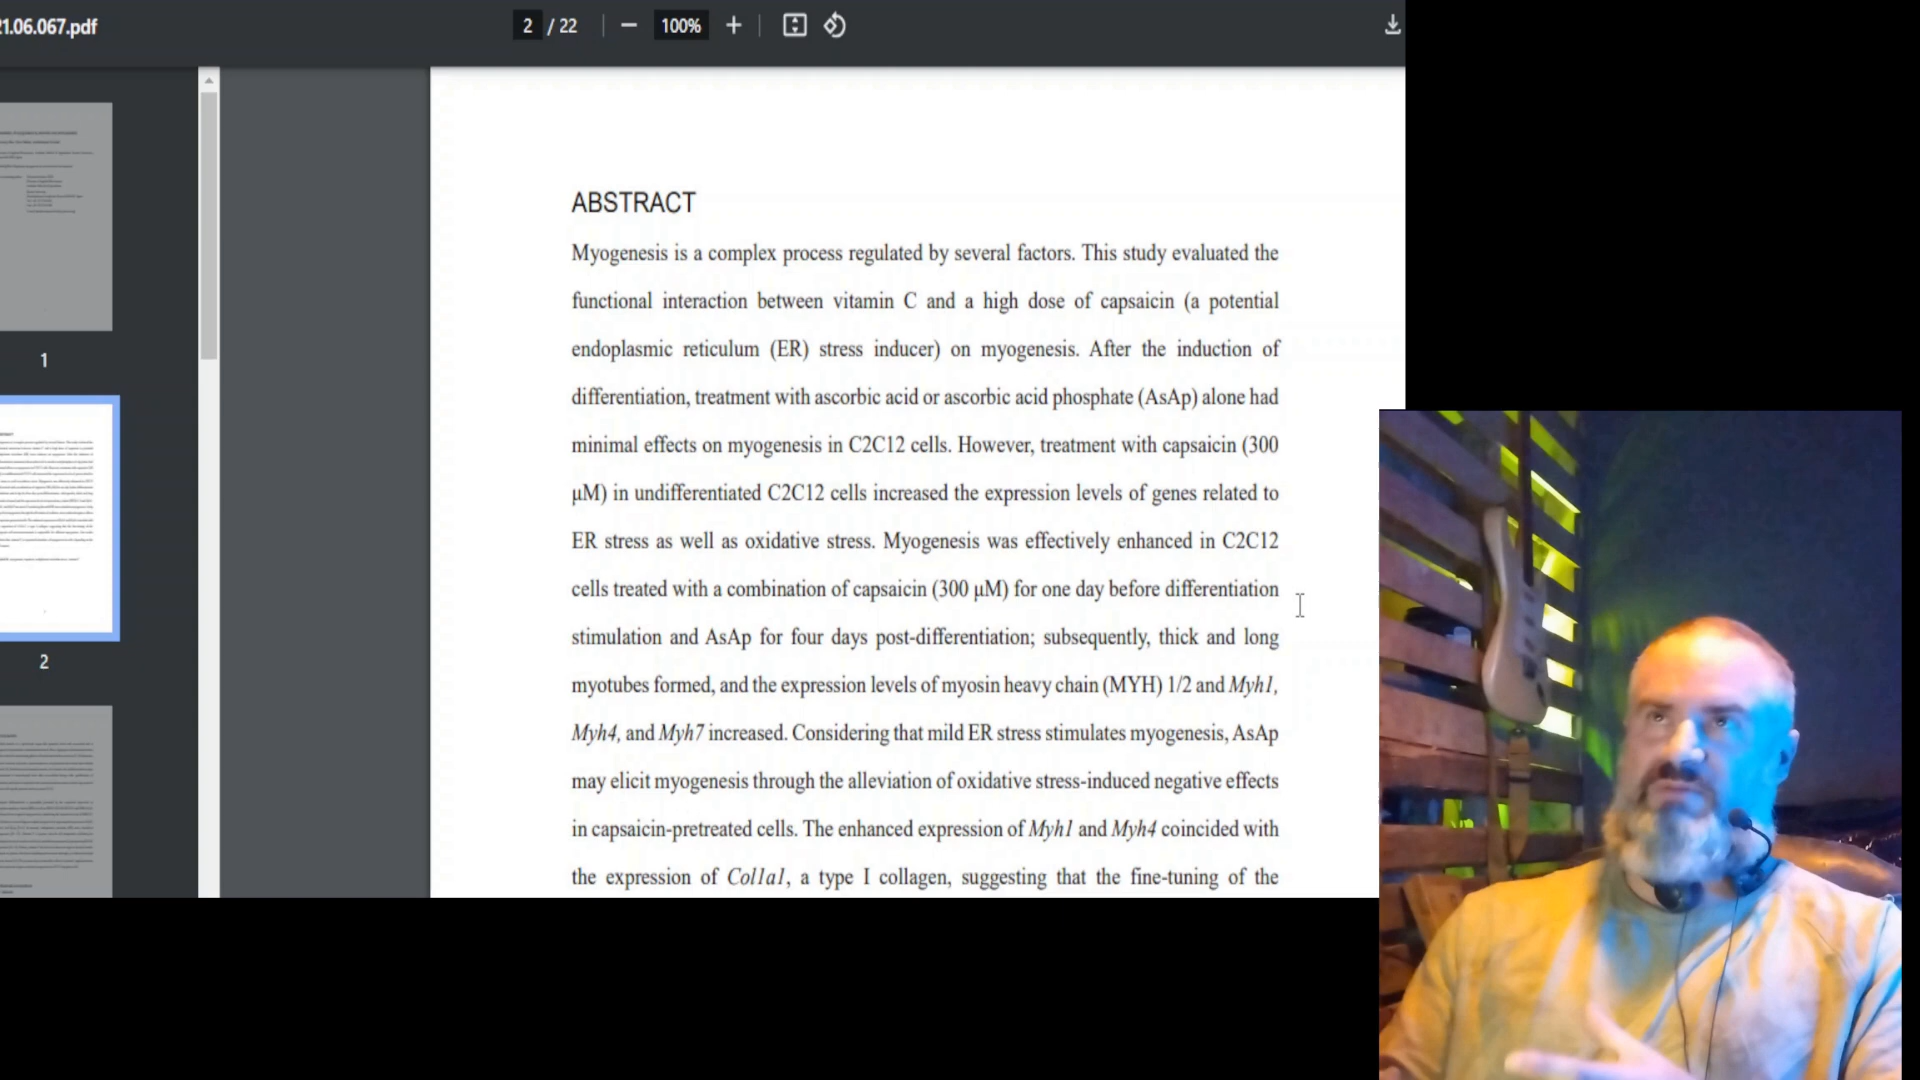 21.06.067.pdf
2 / 22
100%
ABSTRACT
Myogenesis is a complex process regulated by several factors. This study evaluated the
functional interaction between vitamin C and a high dose of capsaicin (a potential
endoplasmic reticulum (ER) stress inducer) on myogenesis. After the induction of
differentiation, treatment with ascorbic acid or ascorbic acid phosphate (AsAp) alone had
minimal effects on myogenesis in C2C12 cells. However, treatment with capsaicin (300
μM) in undifferentiated C2C12 cells increased the expression levels of genes related to
ER stress as well as oxidative stress. Myogenesis was effectively enhanced in C2C12
cells treated with a combination of capsaicin (300 μM) for one day before differentiation
stimulation and AsAp for four days post-differentiation; subsequently, thick and long
myotubes formed, and the expression levels of myosin heavy chain (MYH) 1/2 and Myh1,
Myh4, and Myh7 increased. Considering that mild ER stress stimulates myogenesis, AsAp
may elicit myogenesis through the alleviation of oxidative stress-induced negative effects
in capsaicin-pretreated cells. The enhanced expression of Myh1 and Myh4 coincided with
the expression of Col1a1, a type I collagen, suggesting that the fine-tuning of the
1
2